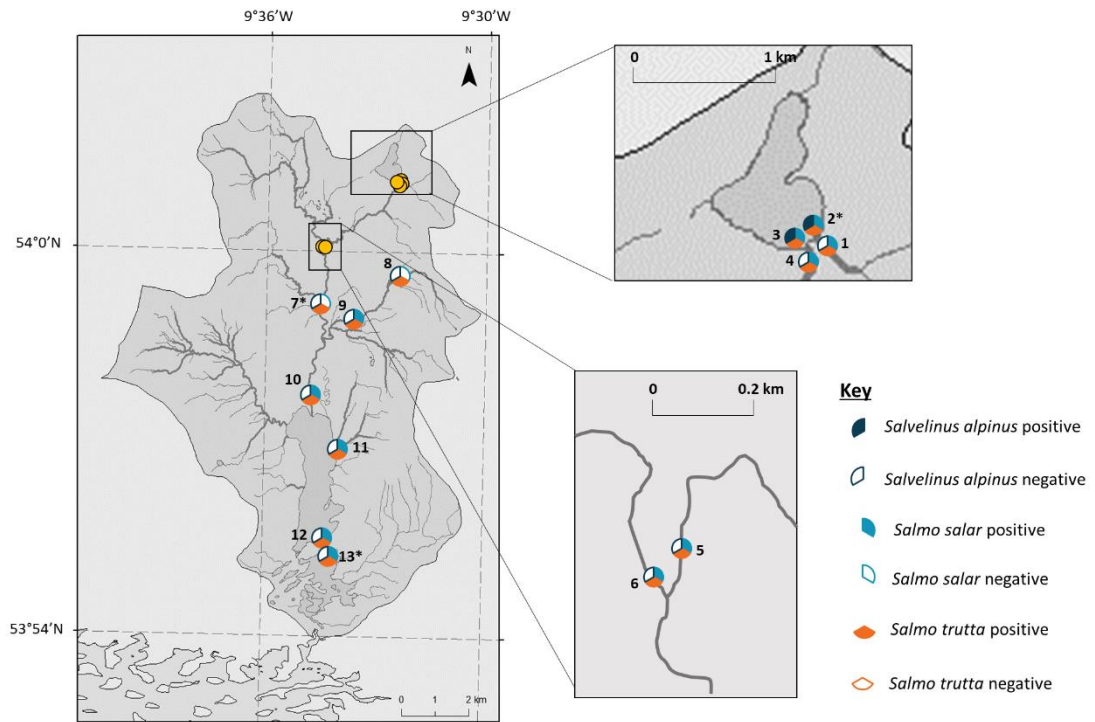 9°36'W
9°30'W
N
54°0'N
8
7*
9
10
11
12
13*
53°54'N
0 1 2 km
0 1 km
2*
3
1
4
0 0.2 km
5
6
Key
Salvelinus alpinus positive
Salvelinus alpinus negative
Salmo salar positive
Salmo salar negative
Salmo trutta positive
Salmo trutta negative